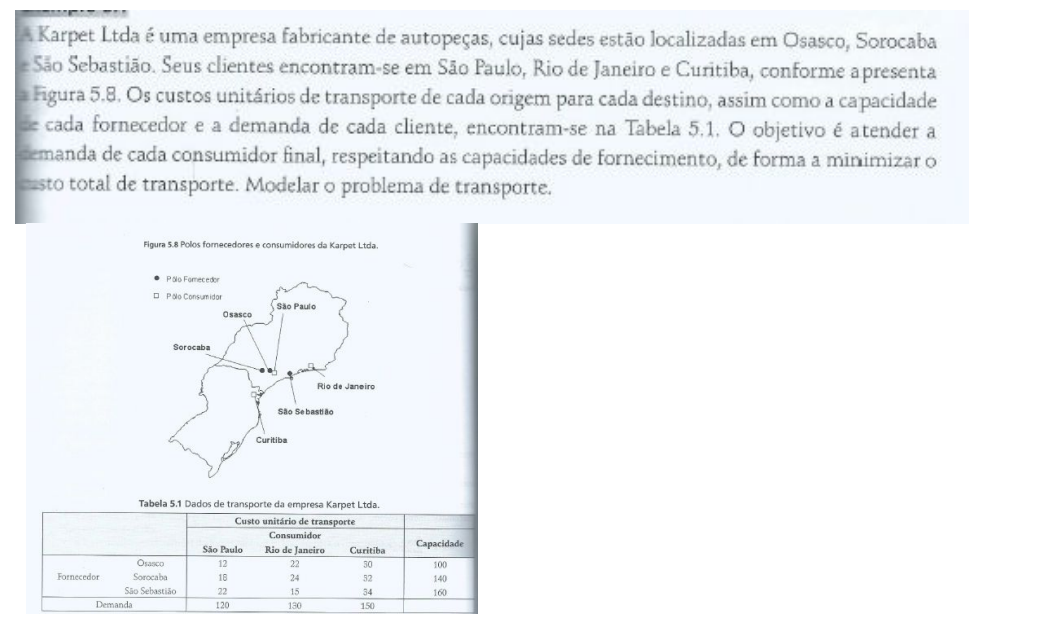 A Karpet Ltda é uma empresa fabricante de autopeças, cujas sedes estão localizadas em Osasco, Sorocaba
e São Sebastião. Seus clientes encontram-se em São Paulo, Rio de Janeiro e Curitiba, conforme apresenta
a Figura 5.8. Os custos unitários de transporte de cada origem para cada destino, assim como a capacidade
de cada fornecedor e a demanda de cada cliente, encontram-se na Tabela 5.1. O objetivo é atender a
demanda de cada consumidor final, respeitando as capacidades de fornecimento, de forma a minimizar o
custo total de transporte. Modelar o problema de transporte.
Figura 5.8 Polos fornecedores e consumidores da Karpet Ltda.
Pólo Fornecedor
Pólo Consumidor
São Paulo
Osasco
Sorocaba
Rio de Janeiro
São Sebastião
Curitiba
Tabela 5.1 Dados de transporte da empresa Karpet Ltda.
Custo unitário de transporte
Consumidor
Capacidade
São Paulo Rio de Janeiro Curitiba
Osasco 12 22 30 100
Fornecedor Sorocaba 18 24 32 140
São Sebastião 22 15 34 160
Demanda 120 130 150